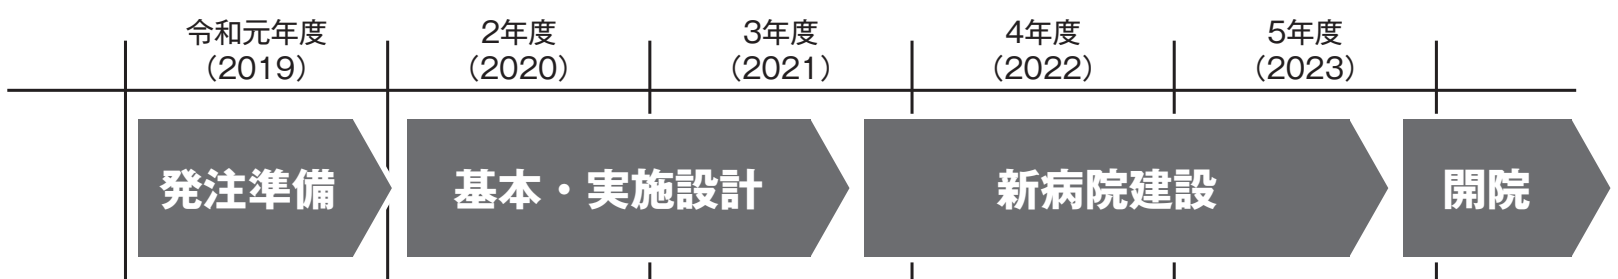 令和元年度
（2019）
2年度
（2020）
3年度
（2021）
4年度
（2022）
5年度
（2023）
発注準備
基本・実施設計
新病院建設
開院